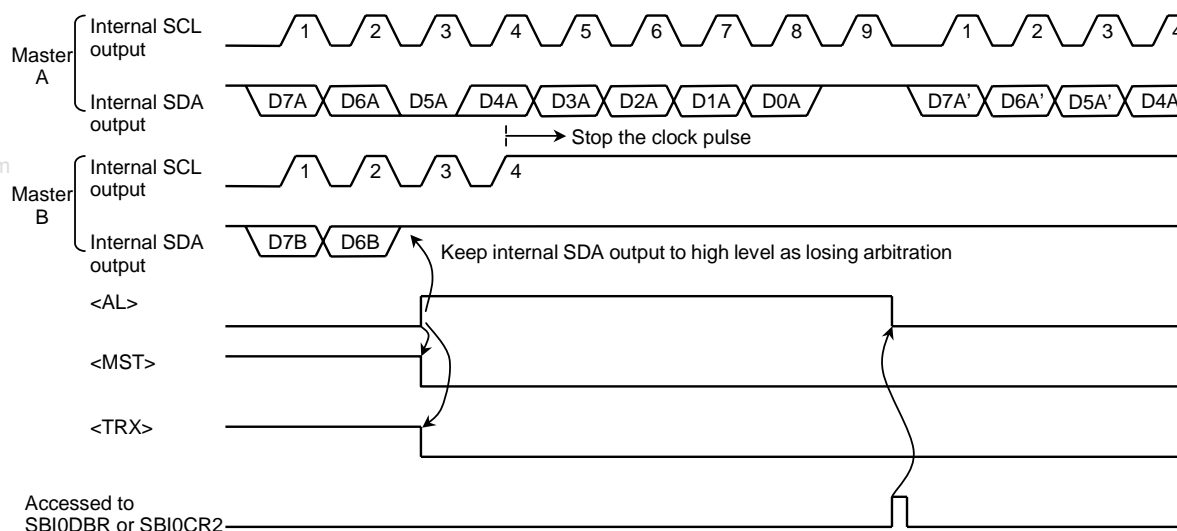 Master A
Internal SCL output
1 2 3 4 5 6 7 8 9 1 2 3 4
Internal SDA output
D7A D6A D5A D4A D3A D2A D1A D0A D7A' D6A' D5A' D4A
Stop the clock pulse
Master B
Internal SCL output
1 2 3 4
Internal SDA output
D7B D6B
Keep internal SDA output to high level as losing arbitration
<AL>
<MST>
<TRX>
Accessed to
SBI0DBR or SBI0CR2